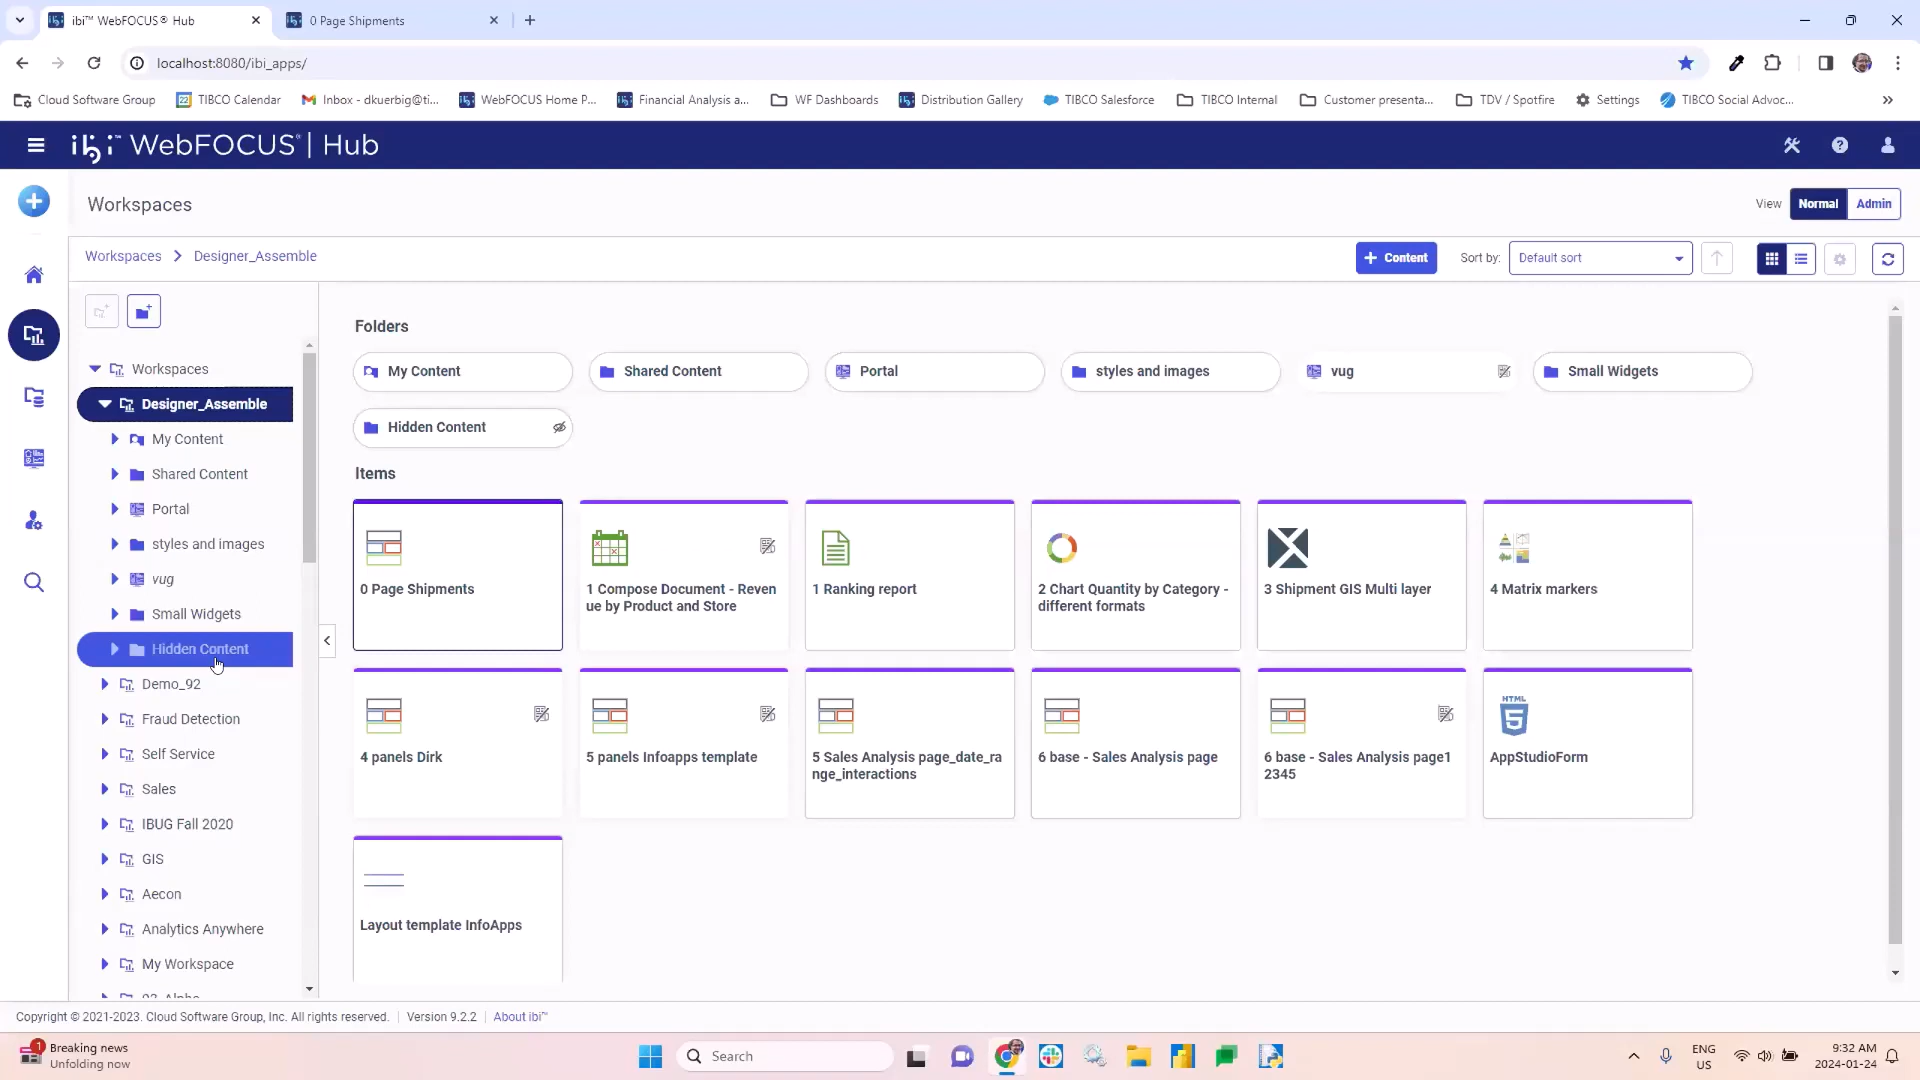 ibi™ WebFOCUS® Hub
0 Page Shipments
localhost:8080/ibi_apps/
Cloud Software Group
TIBCO Calendar
Inbox - dkuerbig@ti...
WebFOCUS Home P...
Financial Analysis a...
WF Dashboards
Distribution Gallery
TIBCO Salesforce
TIBCO Internal
Customer presenta...
TDV / Spotfire
Settings
TIBCO Social Advoc...
ibi™ WebFOCUS® | Hub
Workspaces
View
Normal
Admin
Workspaces > Designer_Assemble
+ Content
Sort by:
Default sort
Workspaces
Designer_Assemble
My Content
Shared Content
Portal
styles and images
vug
Small Widgets
Hidden Content
Demo_92
Fraud Detection
Self Service
Sales
IBUG Fall 2020
GIS
Aecon
Analytics Anywhere
My Workspace
Folders
My Content
Shared Content
Portal
styles and images
vug
Small Widgets
Hidden Content
Items
0 Page Shipments
1 Compose Document - Reven
ue by Product and Store
1 Ranking report
2 Chart Quantity by Category -
different formats
3 Shipment GIS Multi layer
4 Matrix markers
4 panels Dirk
5 panels Infoapps template
5 Sales Analysis page_date_ra
nge_interactions
6 base - Sales Analysis page
6 base - Sales Analysis page1
2345
HTML
5
AppStudioForm
Layout template InfoApps
Copyright © 2021-2023. Cloud Software Group, Inc. All rights reserved. | Version 9.2.2 | About ibi™
1
Breaking news
Unfolding now
Search
ENG
US
9:32 AM
2024-01-24